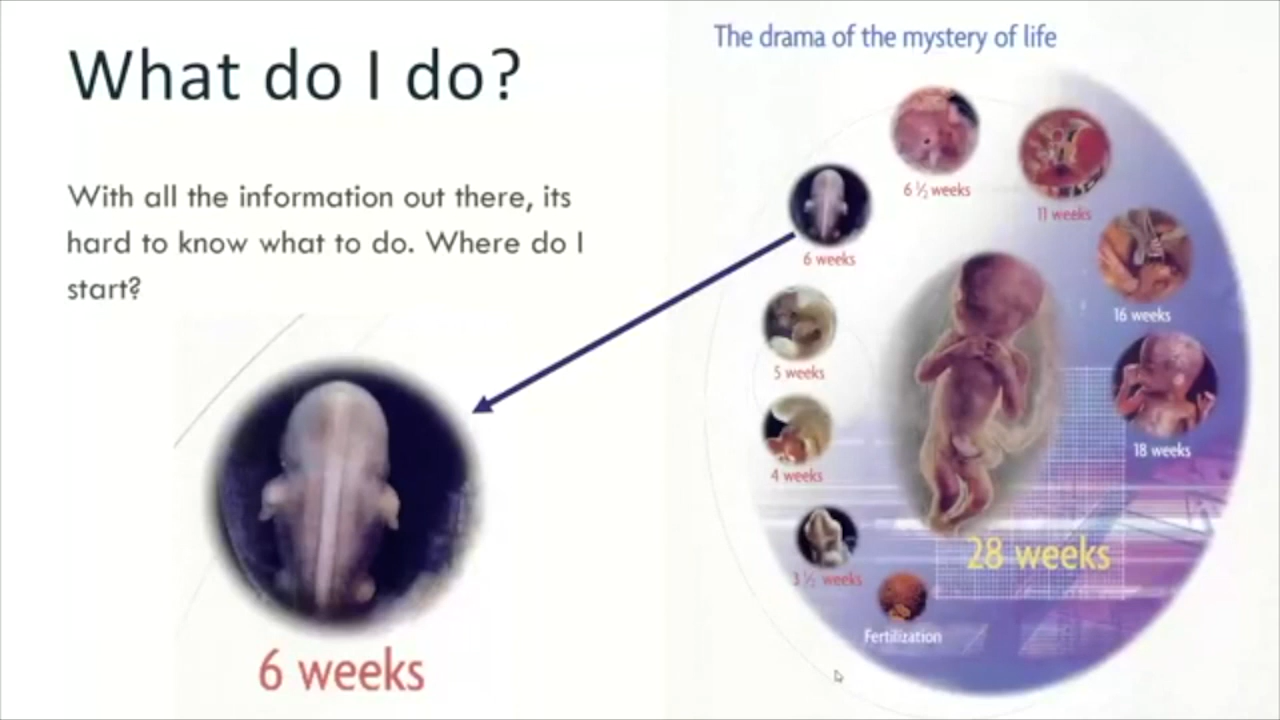 What do I do?
With all the information out there, its
hard to know what to do. Where do I
start?
6 weeks
The drama of the mystery of life
6 ½ weeks
11 weeks
6 weeks
16 weeks
5 weeks
18 weeks
4 weeks
28 weeks
3 ½ weeks
Fertilization